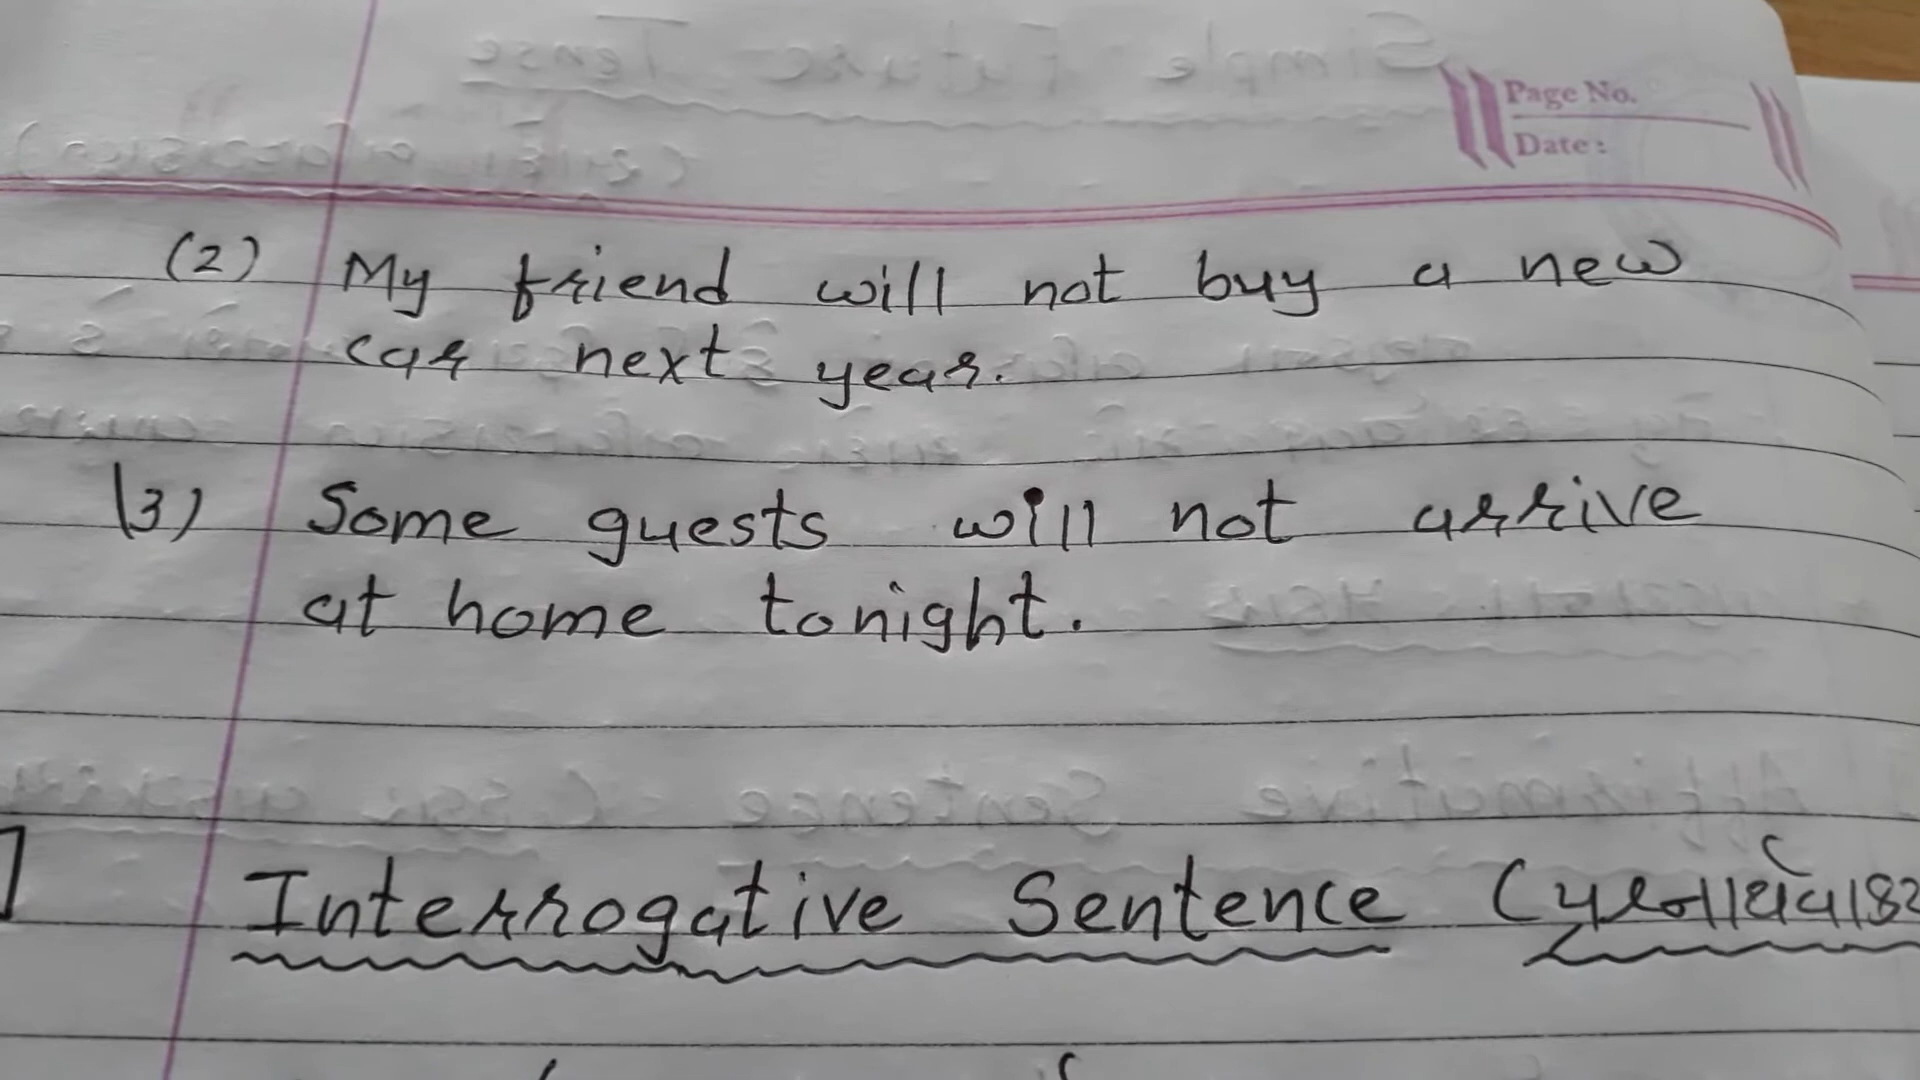 Page No.
Date:
(2) My friend will not buy a new
car next year.
(3) Some guests will not arrive
at home tonight.
] Interrogative Sentence (પ્રશ્નાર્થવાક્ય